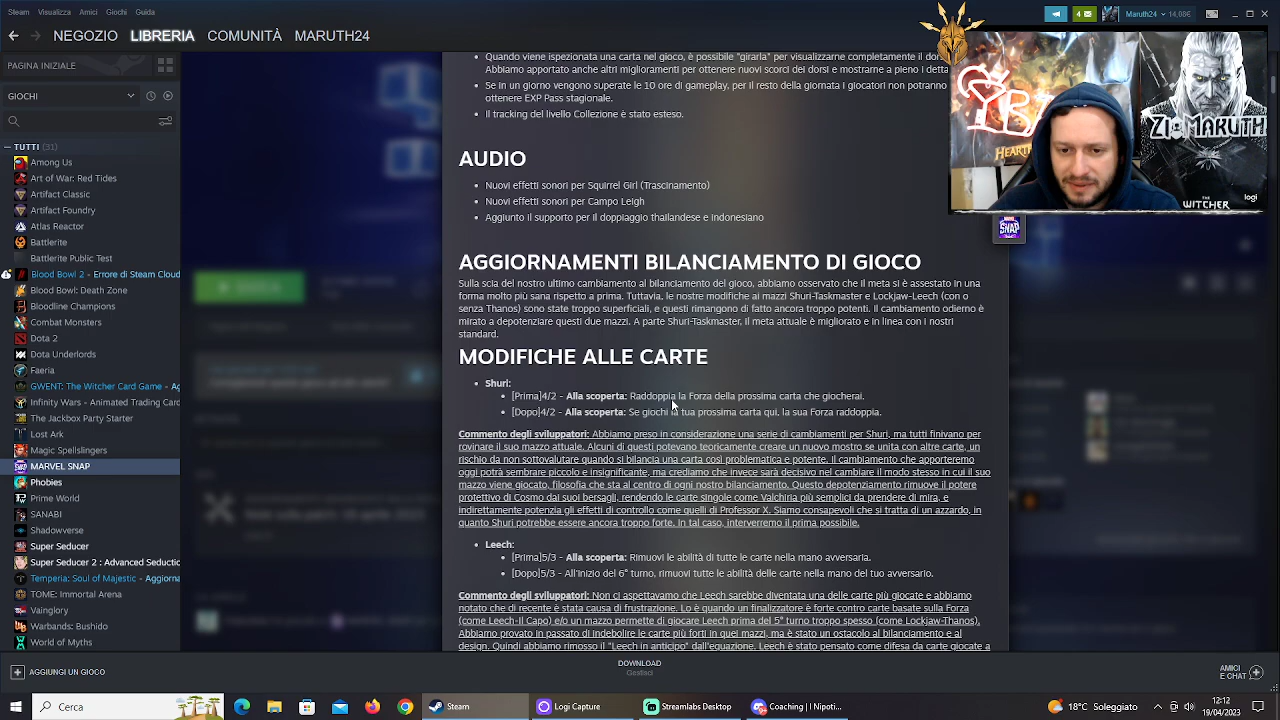 Steam Visualizza Amici Giochi Guida
4
Maruth24
14,08€
NEGOZIO LIBRERIA COMUNITÀ MARUTH24
PAGINA INIZIALE
GIOCHI
TUTTI (31)
Among Us
Art of War: Red Tides
Artifact Classic
Artifact Foundry
Atlas Reactor
Battlerite
Battlerite Public Test
Blood Bowl 2 - Errore di Steam Cloud
Blood Bowl: Death Zone
Bloodline Champions
Combat Monsters
Dota 2
Dota Underlords
Faeria
GWENT: The Witcher Card Game - Ag
Infinity Wars - Animated Trading Card
The Jackbox Party Starter
Lost Ark
Magic Spellslingers
MARVEL SNAP
Phobies
Prime World
SANABI
Shadowverse
Super Seducer
Super Seducer 2 : Advanced Seductio
Temperia: Soul of Majestic - Aggiorna
TOME: Immortal Arena
Vainglory
Warbands: Bushido
World of Myths
Quando viene ispezionata una carta nel gioco, è possibile "girarla" per visualizzarne completamente il do
Abbiamo apportato anche altri miglioramenti per ottenere nuovi scorci dei dorsi e mostrarne a pieno i detta
Se in un giorno vengono superate le 10 ore di gameplay, per il resto della giornata i giocatori non potranno
ottenere EXP Pass stagionale.
Il tracking del livello Collezione è stato esteso.
AUDIO
Nuovi effetti sonori per Squirrel Girl (Trascinamento)
Nuovi effetti sonori per Campo Leigh
Aggiunto il supporto per il doppiaggio thailandese e indonesiano
AGGIORNAMENTI BILANCIAMENTO DI GIOCO
Sulla scia del nostro ultimo cambiamento al bilanciamento del gioco, abbiamo osservato che il meta si è assestato in una
forma molto più sana rispetto a prima. Tuttavia, le nostre modifiche ai mazzi Shuri-Taskmaster e Lockjaw-Leech (con o
senza Thanos) sono state troppo superficiali, e questi rimangono di fatto ancora troppo potenti. Il cambiamento odierno è
mirato a depotenziare questi due mazzi. A parte Shuri-Taskmaster, il meta attuale è migliorato e in linea con i nostri
standard.
MODIFICHE ALLE CARTE
Shuri:
[Prima]4/2 - Alla scoperta: Raddoppia la Forza della prossima carta che giocherai.
[Dopo]4/2 - Alla scoperta: Se giochi la tua prossima carta qui, la sua Forza raddoppia.
Commento degli sviluppatori: Abbiamo preso in considerazione una serie di cambiamenti per Shuri, ma tutti finivano per
rovinare il suo mazzo attuale. Alcuni di questi potevano teoricamente creare un nuovo mostro se unita con altre carte, un
rischio da non sottovalutare quando si bilancia una carta così problematica e potente. Il cambiamento che apporteremo
oggi potrà sembrare piccolo e insignificante, ma crediamo che invece sarà decisivo nel cambiare il modo stesso in cui il suo
mazzo viene giocato, filosofia che sta al centro di ogni nostro bilanciamento. Questo depotenziamento rimuove il potere
protettivo di Cosmo dai suoi bersagli, rendendo le carte singole come Valchiria più semplici da prendere di mira, e
indirettamente potenzia gli effetti di controllo come quelli di Professor X. Siamo consapevoli che si tratta di un azzardo, in
quanto Shuri potrebbe essere ancora troppo forte. In tal caso, interverremo il prima possibile.
Leech:
[Prima]5/3 - Alla scoperta: Rimuovi le abilità di tutte le carte nella mano avversaria.
[Dopo]5/3 - All'inizio del 6° turno, rimuovi tutte le abilità delle carte nella mano del tuo avversario.
Commento degli sviluppatori: Non ci aspettavamo che Leech sarebbe diventata una delle carte più giocate e abbiamo
notato che di recente è stata causa di frustrazione. Lo è quando un finalizzatore è forte contro carte basate sulla Forza
(come Leech-Il Capo) e/o un mazzo permette di giocare Leech prima del 5° turno troppo spesso (come Lockjaw-Thanos).
Abbiamo provato in passato di Indebolire le carte più forti in quei mazzi, ma è stato un ostacolo al bilanciamento e al
design. Quindi abbiamo rimosso il "Leech in anticipo" dall'equazione. Leech è stato pensato come difesa da carte giocate a
HEARTH
YB
ZI MARUTH
THE WITCHER
logi
MARVEL SNAP
AGGIUNGI UN GIOCO
DOWNLOAD
Gestisci
AMICI
E CHAT
Cerca
Steam
Logi Capture
Streamlabs Desktop
Coaching | I Nipoti...
18°C Soleggiato
12:12
19/04/2023